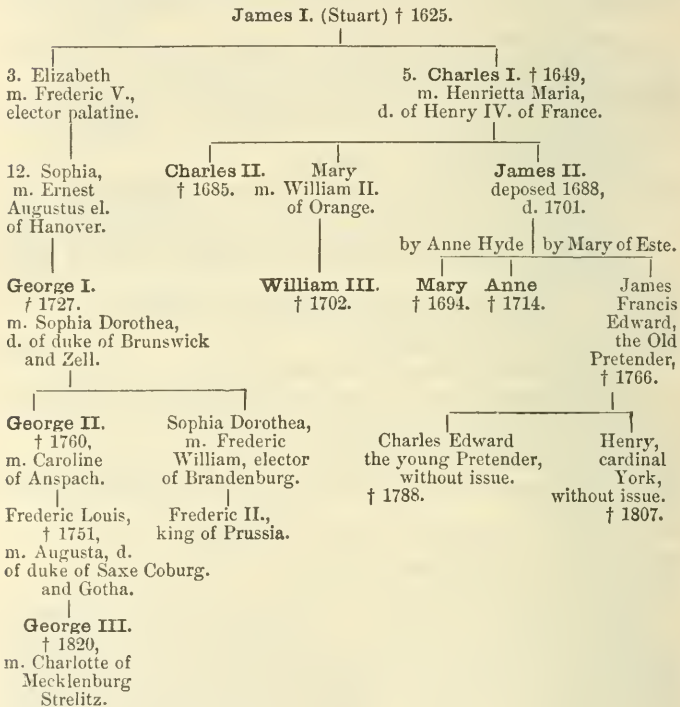 James I. (Stuart) † 1625.
3. Elizabeth
m. Frederic V.,
elector palatine.
5. Charles I. † 1649,
m. Henrietta Maria,
d. of Henry IV. of France.
12. Sophia,
m. Ernest
Augustus el.
of Hanover.
Charles II.
† 1685.
Mary
m. William II.
of Orange.
James II.
deposed 1688,
d. 1701.
by Anne Hyde
by Mary of Este.
George I.
† 1727.
m. Sophia Dorothea,
d. of duke of Brunswick
and Zell.
William III.
† 1702.
Mary
† 1694.
Anne
† 1714.
James
Francis
Edward,
the Old
Pretender,
† 1766.
George II.
† 1760,
m. Caroline
of Anspach.
Sophia Dorothea,
m. Frederic
William, elector
of Brandenburg.
Charles Edward
the young Pretender,
without issue.
† 1788.
Henry,
cardinal
York,
without issue.
† 1807.
Frederic Louis,
† 1751,
m. Augusta, d.
of duke of Saxe Coburg.
and Gotha.
Frederic II.,
king of Prussia.
George III.
† 1820,
m. Charlotte of
Mecklenburg
Strelitz.